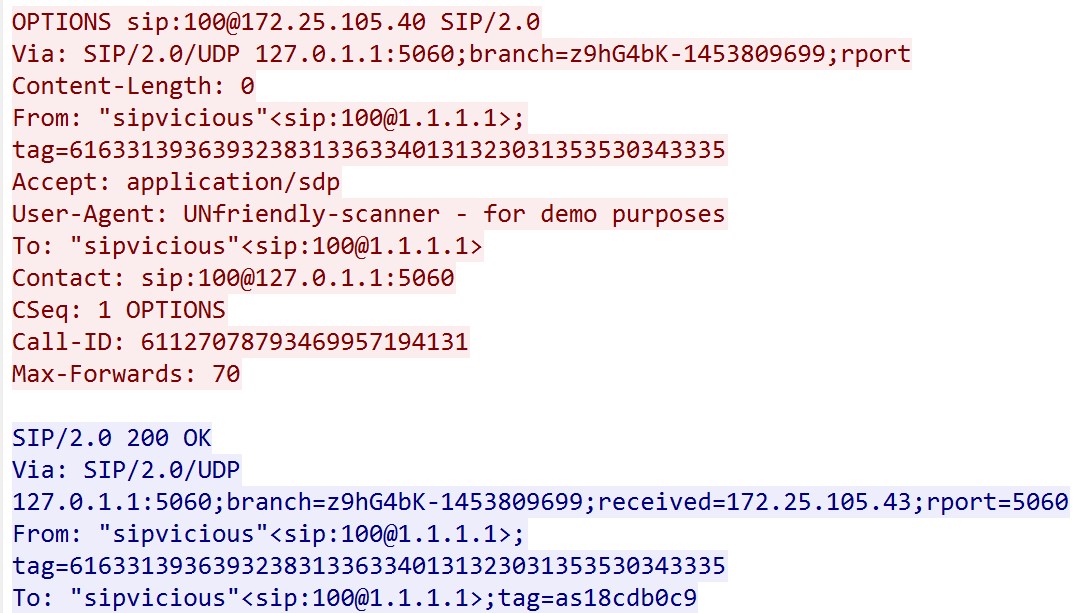 OPTIONS sip:100@172.25.105.40 SIP/2.0
Via: SIP/2.0/UDP 127.0.1.1:5060;branch=z9hG4bK-1453809699;rport
Content-Length: 0
From: "sipvicious"<sip:100@1.1.1.1>;
tag=6163313936393238313363340131323031353530343335
Accept: application/sdp
User-Agent: UNfriendly-scanner - for demo purposes
To: "sipvicious"<sip:100@1.1.1.1>
Contact: sip:100@127.0.1.1:5060
CSeq: 1 OPTIONS
Call-ID: 61127078793469957194131
Max-Forwards: 70
SIP/2.0 200 OK
Via: SIP/2.0/UDP
127.0.1.1:5060;branch=z9hG4bK-1453809699;received=172.25.105.43;rport=5060
From: "sipvicious"<sip:100@1.1.1.1>;
tag=6163313936393238313363340131323031353530343335
To: "sipvicious"<sip:100@1.1.1.1>;tag=as18cdb0c9